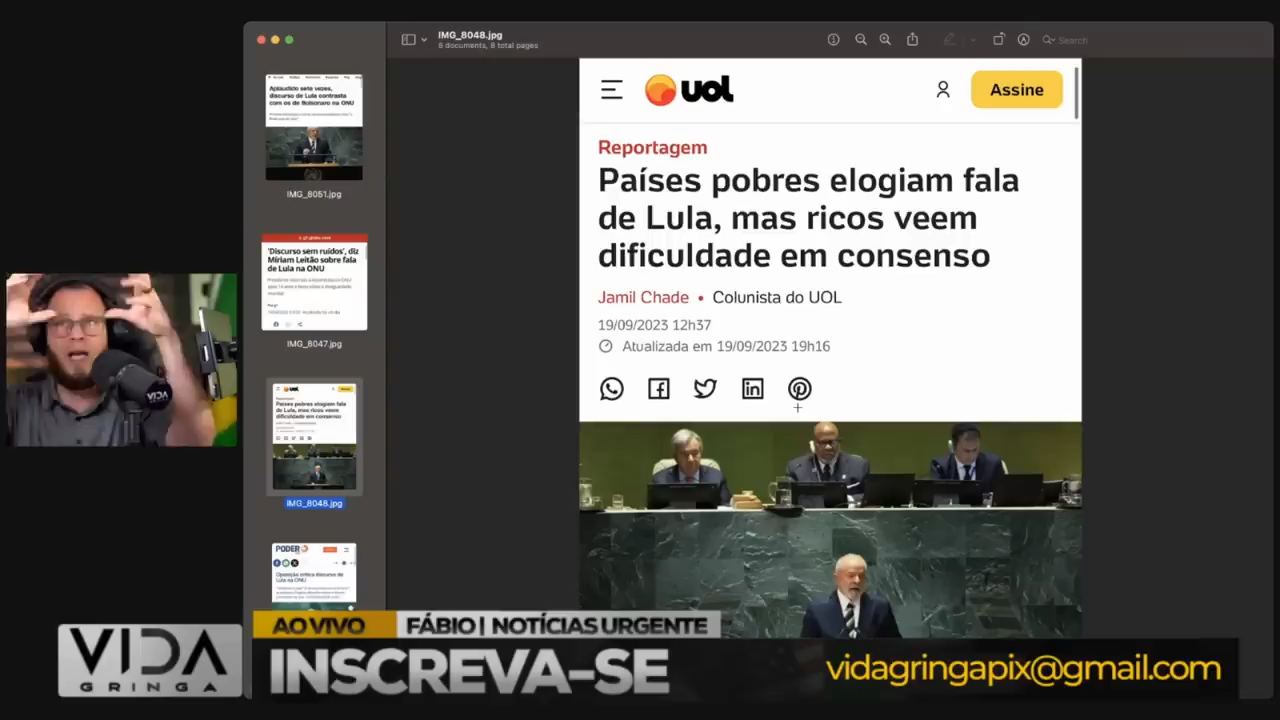 IMG_8048.jpg
8 documents, 8 total pages
Search
Aplaudido sete vezes,
discurso de Lula contrasta
com os de Bolsonaro na ONU
IMG_8051.jpg
'Discurso sem ruídos', diz
Míriam Leitão sobre fala
de Lula na ONU
IMG_8047.jpg
uol
Países pobres elogiam fala
de Lula, mas ricos veem
dificuldade em consenso
IMG_8048.jpg
PODER
Oposição critica discurso de
Lula na ONU
uol
Assine
Reportagem
Países pobres elogiam fala
de Lula, mas ricos veem
dificuldade em consenso
Jamil Chade • Colunista do UOL
19/09/2023 12h37
Atualizada em 19/09/2023 19h16
VIDA
VIDA
GRINGA
AO VIVO
FÁBIO | NOTÍCIAS URGENTE
INSCREVA-SE
vidagringapix@gmail.com